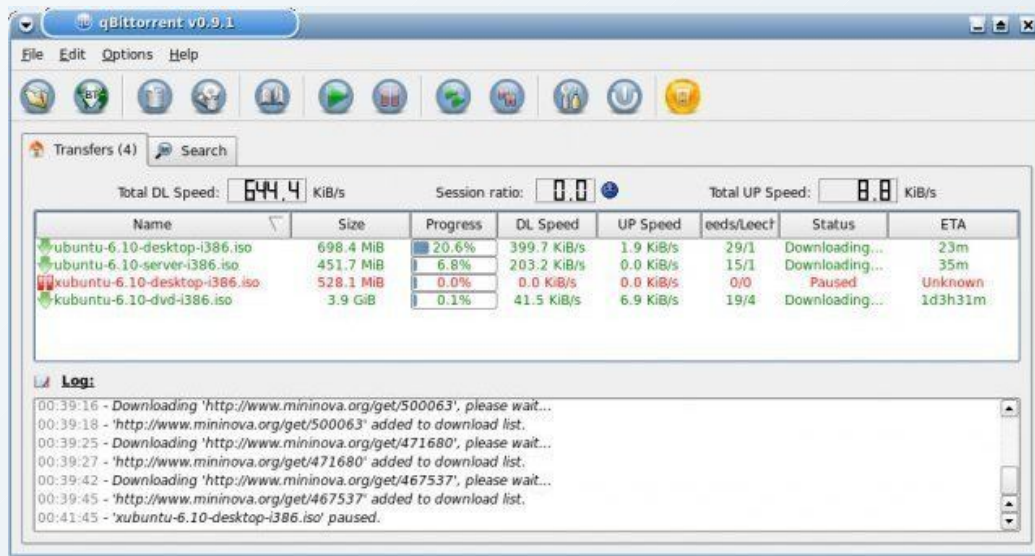 qBittorrent v0.9.1
File Edit Options Help
BT
Transfers (4) Search
Total DL Speed: 644.4 KiB/s Session ratio: 0.0 Total UP Speed: 8.8 KiB/s
Name Size Progress DL Speed UP Speed eeds/Leech Status ETA
ubuntu-6.10-desktop-i386.iso 698.4 MiB 20.6% 399.7 KiB/s 1.9 KiB/s 29/1 Downloading... 23m
ubuntu-6.10-server-i386.iso 451.7 MiB 6.8% 203.2 KiB/s 0.0 KiB/s 15/1 Downloading... 35m
xubuntu-6.10-desktop-i386.iso 528.1 MiB 0.0% 0.0 KiB/s 0.0 KiB/s 0/0 Paused Unknown
kubuntu-6.10-dvd-i386.iso 3.9 GiB 0.1% 41.5 KiB/s 6.9 KiB/s 19/4 Downloading... 1d3h31m
Log:
00:39:16 - Downloading 'http://www.mininova.org/get/500063', please wait...
00:39:18 - 'http://www.mininova.org/get/500063' added to download list.
00:39:25 - Downloading 'http://www.mininova.org/get/471680', please wait...
00:39:27 - 'http://www.mininova.org/get/471680' added to download list.
00:39:42 - Downloading 'http://www.mininova.org/get/467537', please wait...
00:39:45 - 'http://www.mininova.org/get/467537' added to download list.
00:41:45 - 'xubuntu-6.10-desktop-i386.iso' paused.